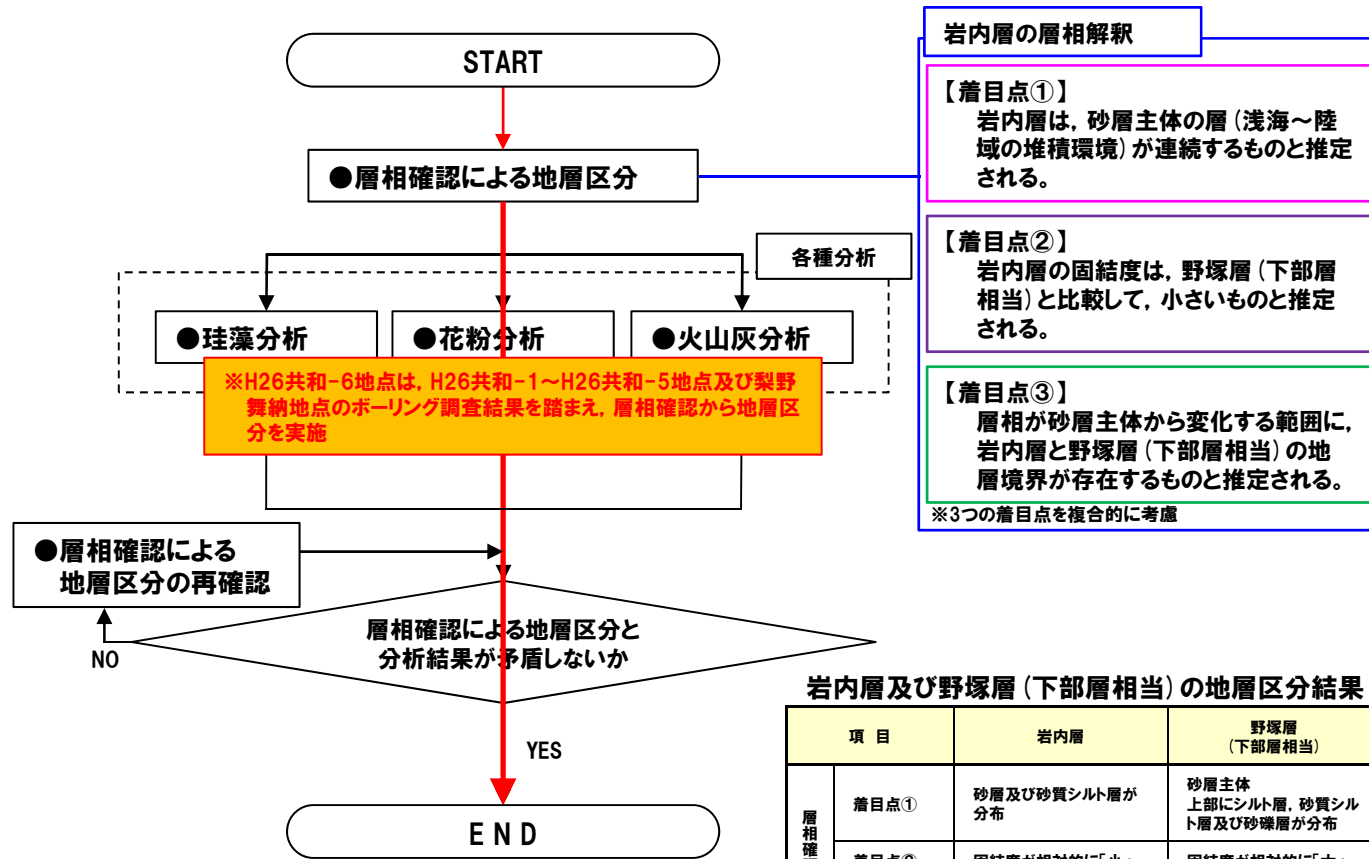 START
●層相確認による地層区分
各種分析
●珪藻分析
●花粉分析
●火山灰分析
※H26共和-6地点は，H26共和-1～H26共和-5地点及び梨野
舞納地点のボーリング調査結果を踏まえ，層相確認から地層区
分を実施
●層相確認による
地層区分の再確認
NO
層相確認による地層区分と
分析結果が矛盾しないか
YES
E N D
岩内層の層相解釈
【着目点①】
岩内層は，砂層主体の層（浅海～陸
域の堆積環境）が連続するものと推定
される。
【着目点②】
岩内層の固結度は，野塚層（下部層
相当）と比較して，小さいものと推定
される。
【着目点③】
層相が砂層主体から変化する範囲に，
岩内層と野塚層（下部層相当）の地
層境界が存在するものと推定される。
※3つの着目点を複合的に考慮
岩内層及び野塚層（下部層相当）の地層区分結果
項 目
岩内層
野塚層
（下部層相当）
層相確
着目点①
砂層及び砂質シルト層が
分布
砂層主体
上部にシルト層，砂質シル
ト層及び砂礫層が分布